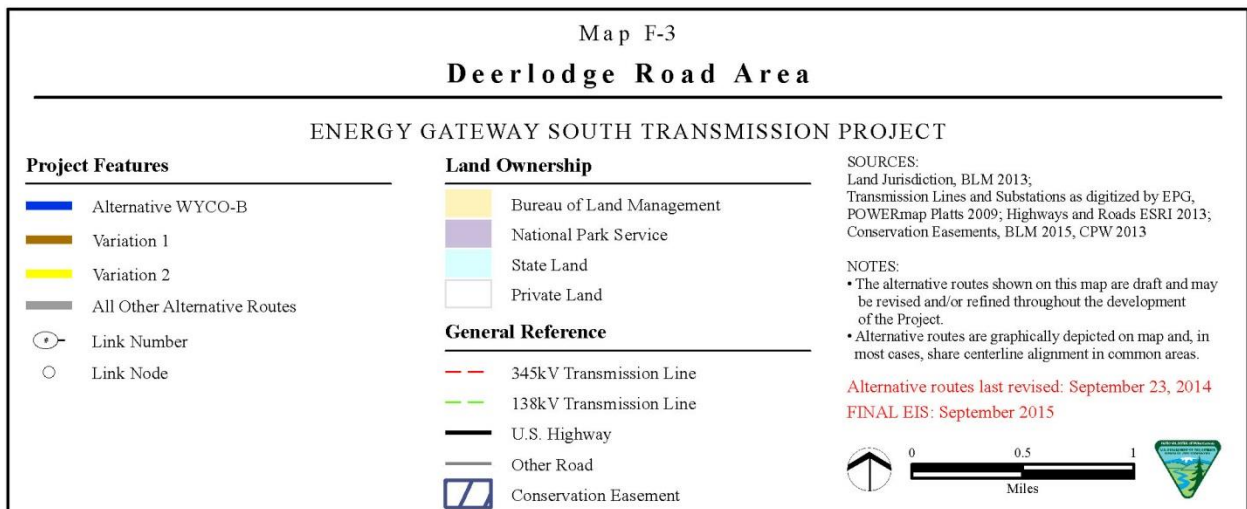 Map F-3
Deerlodge Road Area
ENERGY GATEWAY SOUTH TRANSMISSION PROJECT
Project Features
Alternative WYCO-B
Variation 1
Variation 2
All Other Alternative Routes
Link Number
Link Node
Land Ownership
Bureau of Land Management
National Park Service
State Land
Private Land
General Reference
345kV Transmission Line
138kV Transmission Line
U.S. Highway
Other Road
Conservation Easement
SOURCES:
Land Jurisdiction, BLM 2013;
Transmission Lines and Substations as digitized by EPG,
POWERmap Platts 2009; Highways and Roads ESRI 2013;
Conservation Easements, BLM 2015, CPW 2013
NOTES:
• The alternative routes shown on this map are draft and may
be revised and/or refined throughout the development
of the Project.
• Alternative routes are graphically depicted on map and, in
most cases, share centerline alignment in common areas.
Alternative routes last revised: September 23, 2014
FINAL EIS: September 2015
0 0.5 1
Miles